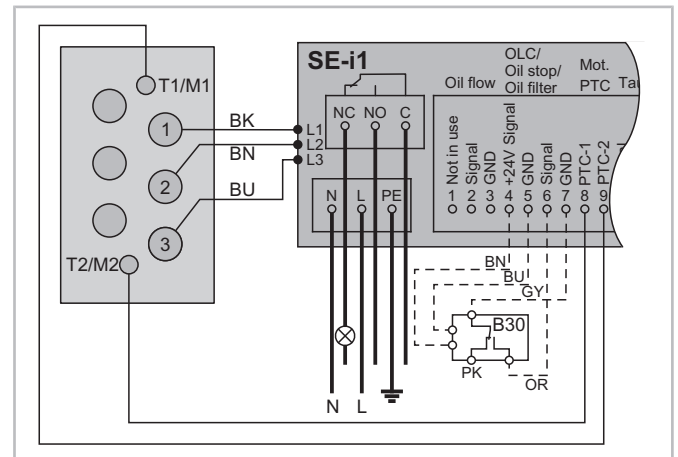 SE-i1
OLC/
Oil stop/
Oil filter
Oil flow
Mot.
PTC
NC NO C
N L PE
Not in use
Signal
GND
+24V Signal
GND
Signal
GND
PTC-1
PTC-2
1 2 3 4 5 6 7 8 9
T1/M1
1
2
3
T2/M2
BK
BN
BU
L1
L2
L3
BN
BU
GY
B30
PK
OR
N L